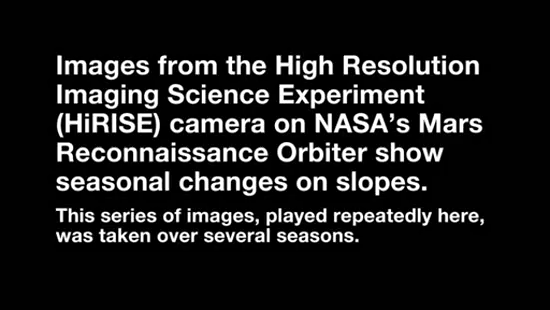 Images from the High Resolution
Imaging Science Experiment
(HiRISE) camera on NASA’s Mars
Reconnaissance Orbiter show
seasonal changes on slopes.
This series of images, played repeatedly here,
was taken over several seasons.